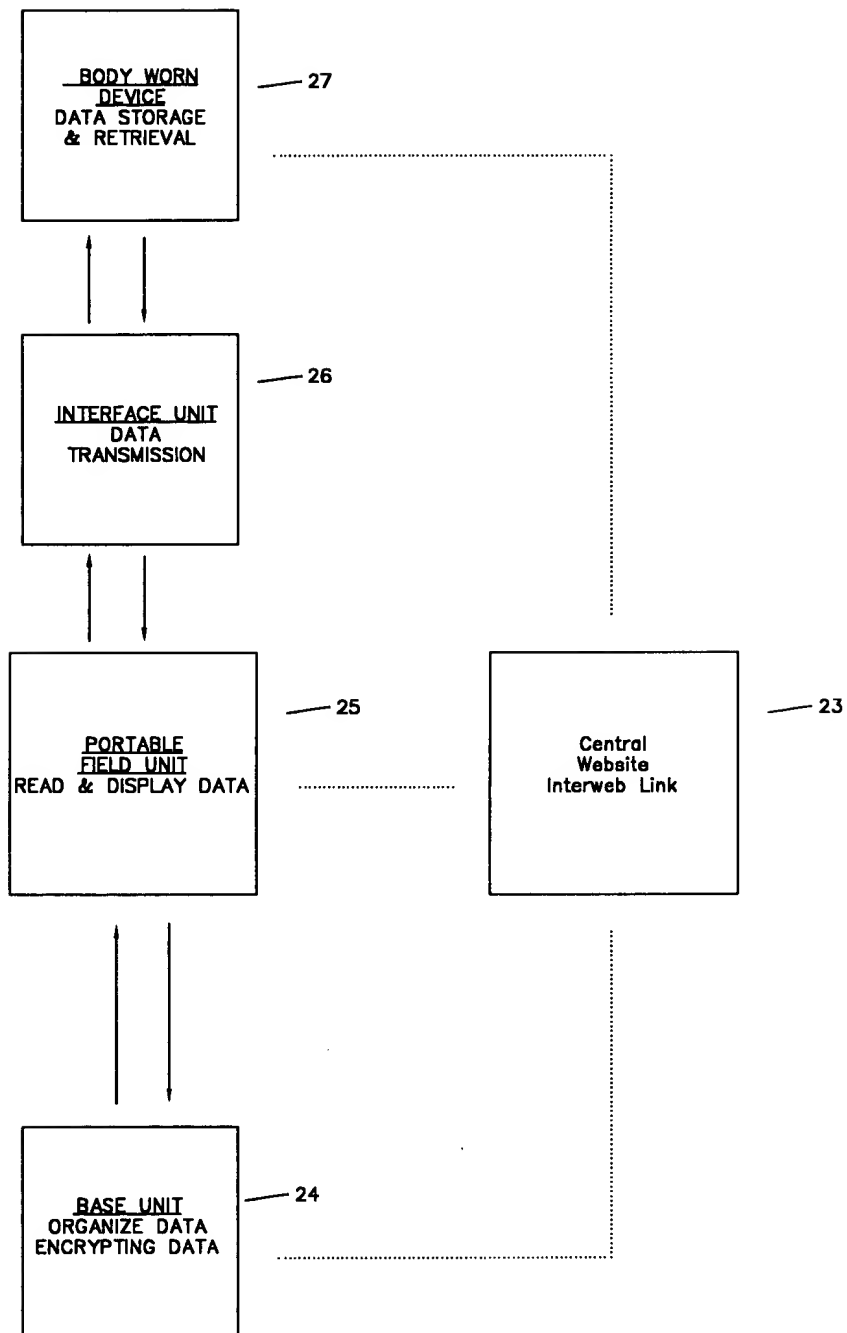 BODY WORN
DEVICE
DATA STORAGE
& RETRIEVAL
27
INTERFACE UNIT
DATA
TRANSMISSION
26
PORTABLE
FIELD UNIT
READ & DISPLAY DATA
25
Central
Website
Interweb Link
23
BASE UNIT
ORGANIZE DATA
ENCRYPTING DATA
24